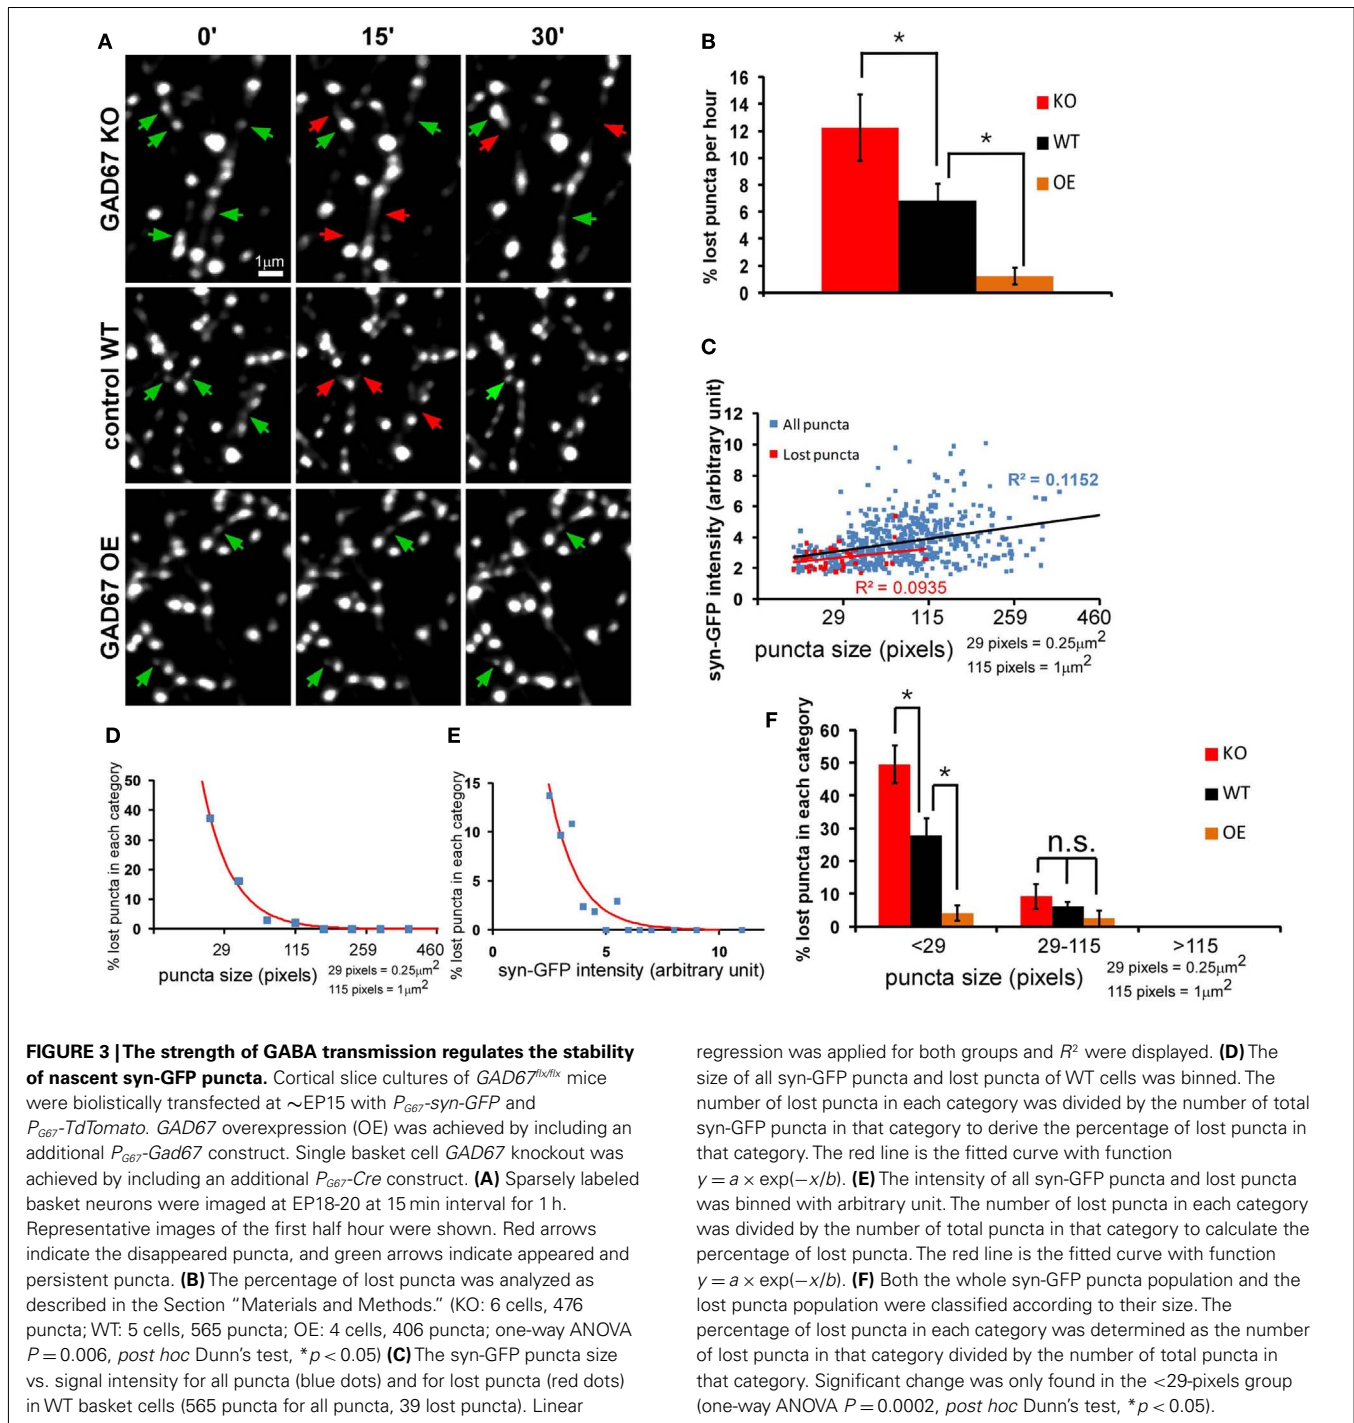 A
0'
15'
30'
GAD67 KO
1μm
control WT
GAD67 OE
B
*
*
% lost puncta per hour
16
14
12
10
8
6
4
2
0
KO
WT
OE
C
syn-GFP intensity (arbitrary unit)
12
10
8
6
4
2
0
All puncta
Lost puncta
R² = 0.1152
R² = 0.0935
29 115 259 460
puncta size (pixels)
29 pixels = 0.25μm²
115 pixels = 1μm²
D
% lost puncta in each category
50
40
30
20
10
0
29 115 259 460
puncta size (pixels)
29 pixels = 0.25μm²
115 pixels = 1μm²
E
% lost puncta in each category
15
10
5
0
0 5 10
syn-GFP intensity (arbitrary unit)
F
% lost puncta in each category
60
50
40
30
20
10
0
*
*
n.s.
KO
WT
OE
<29 29-115 >115
puncta size (pixels)
29 pixels = 0.25μm²
115 pixels = 1μm²
FIGURE 3 | The strength of GABA transmission regulates the stability
of nascent syn-GFP puncta. Cortical slice cultures of GAD67flx/flx mice
were biolistically transfected at ~EP15 with PG67-syn-GFP and
PG67-TdTomato. GAD67 overexpression (OE) was achieved by including an
additional PG67-Gad67 construct. Single basket cell GAD67 knockout was
achieved by including an additional PG67-Cre construct. (A) Sparsely labeled
basket neurons were imaged at EP18-20 at 15 min interval for 1 h.
Representative images of the first half hour were shown. Red arrows
indicate the disappeared puncta, and green arrows indicate appeared and
persistent puncta. (B) The percentage of lost puncta was analyzed as
described in the Section “Materials and Methods.” (KO: 6 cells, 476
puncta; WT: 5 cells, 565 puncta; OE: 4 cells, 406 puncta; one-way ANOVA
P = 0.006, post hoc Dunn’s test, *p < 0.05) (C) The syn-GFP puncta size
vs. signal intensity for all puncta (blue dots) and for lost puncta (red dots)
in WT basket cells (565 puncta for all puncta, 39 lost puncta). Linear
regression was applied for both groups and R² were displayed. (D) The
size of all syn-GFP puncta and lost puncta of WT cells was binned. The
number of lost puncta in each category was divided by the number of total
syn-GFP puncta in that category to derive the percentage of lost puncta in
that category. The red line is the fitted curve with function
y = a × exp(−x/b). (E) The intensity of all syn-GFP puncta and lost puncta
was binned with arbitrary unit. The number of lost puncta in each category
was divided by the number of total puncta in that category to calculate the
percentage of lost puncta. The red line is the fitted curve with function
y = a × exp(−x/b). (F) Both the whole syn-GFP puncta population and the
lost puncta population were classified according to their size. The
percentage of lost puncta in each category was determined as the number
of lost puncta in that category divided by the number of total puncta in
that category. Significant change was only found in the <29-pixels group
(one-way ANOVA P = 0.0002, post hoc Dunn’s test, *p < 0.05).